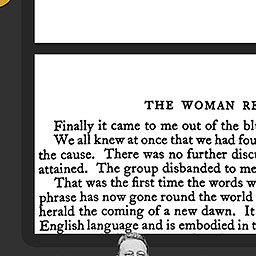 THE WOMAN RE
Finally it came to me out of the bl
We all knew at once that we had fou
the cause. There was no further disc
attained. The group disbanded to me
That was the first time the words w
phrase has now gone round the world
herald the coming of a new dawn. It
English language and is embodied in t